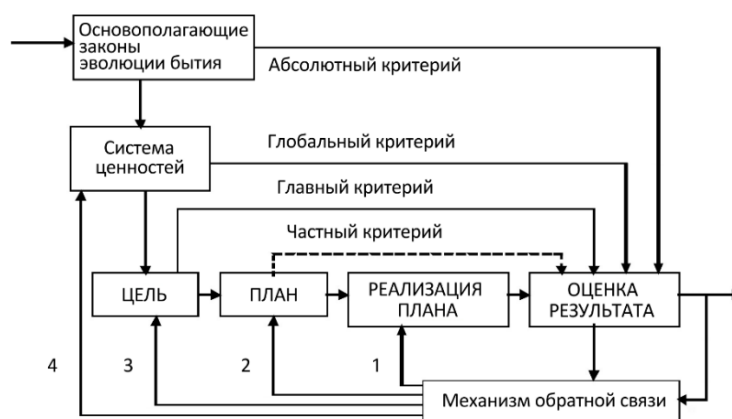 Основополагающие
законы
эволюции бытия
Абсолютный критерий
Система
ценностей
Глобальный критерий
Главный критерий
Частный критерий
ЦЕЛЬ
ПЛАН
РЕАЛИЗАЦИЯ
ПЛАНА
ОЦЕНКА
РЕЗУЛЬТАТА
4
3
2
1
Механизм обратной связи